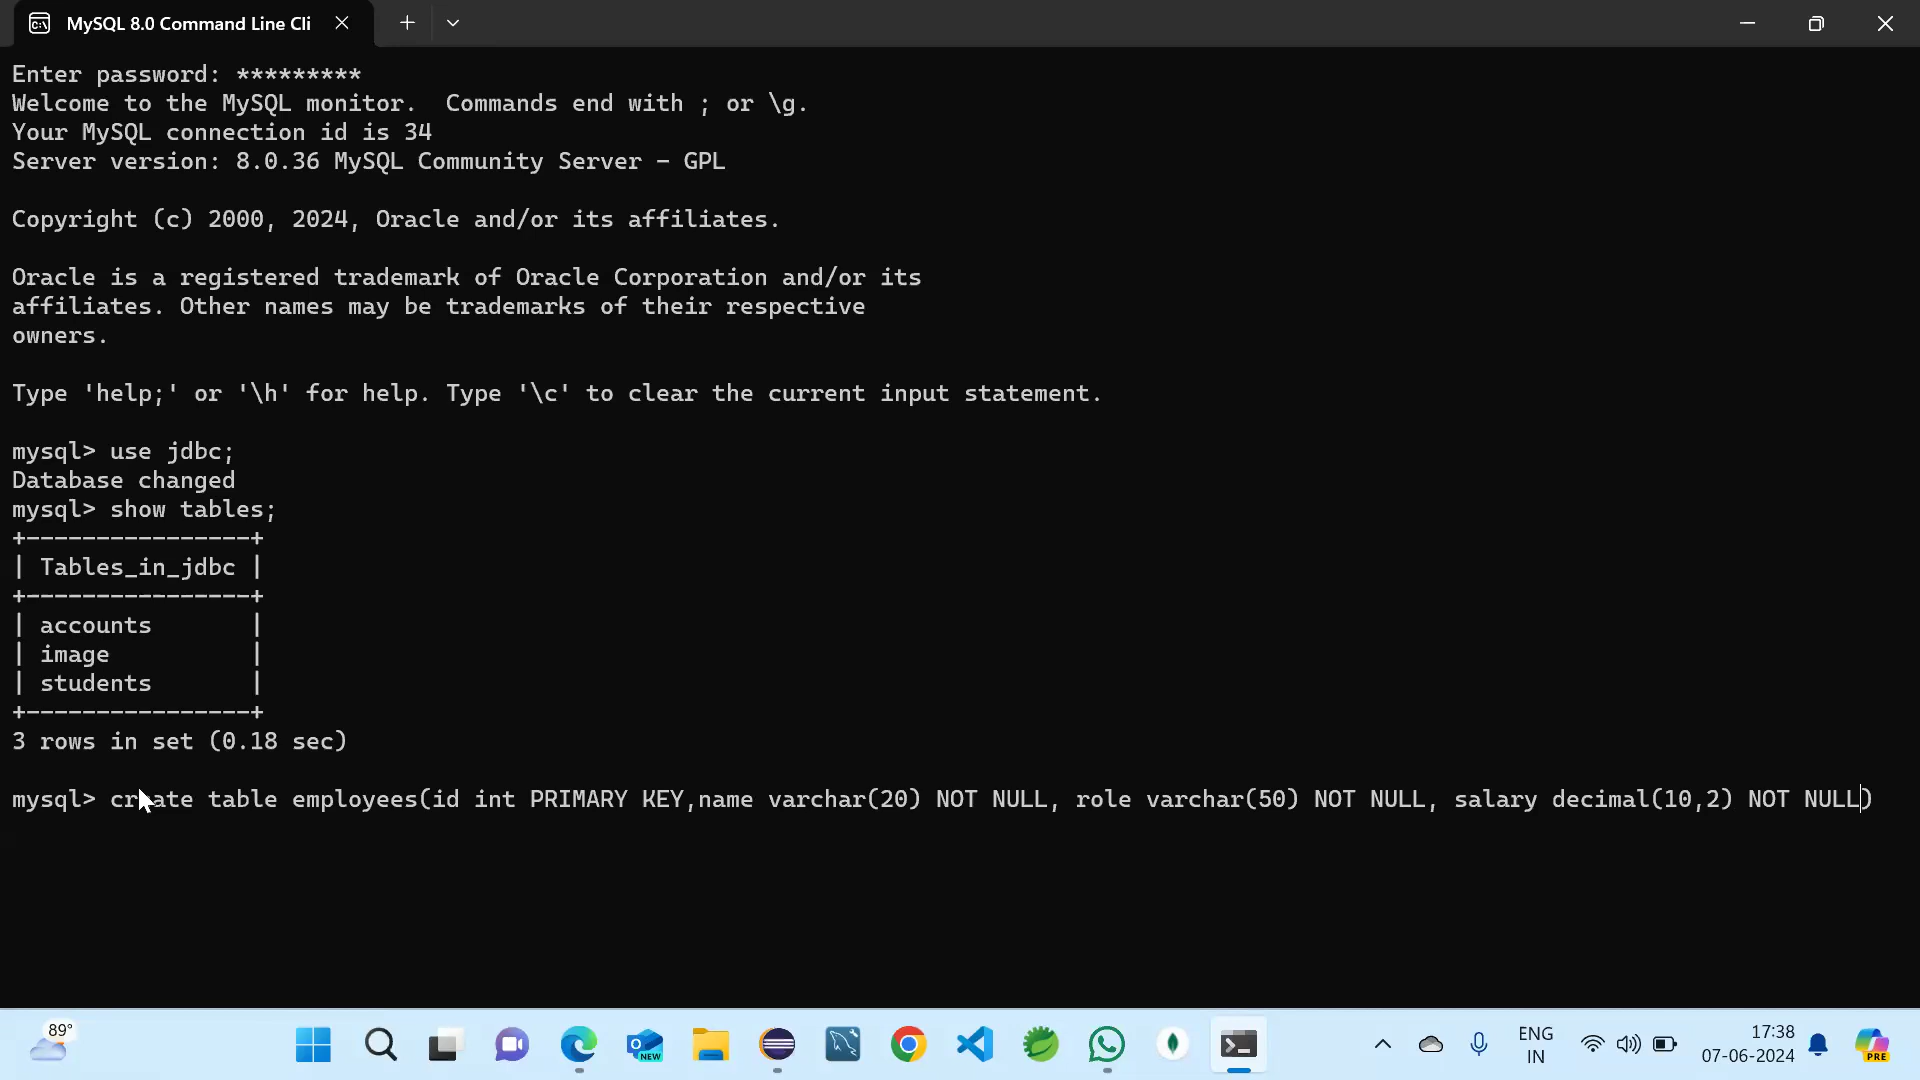 MySQL 8.0 Command Line Cli
Enter password: *********
Welcome to the MySQL monitor.  Commands end with ; or \g.
Your MySQL connection id is 34
Server version: 8.0.36 MySQL Community Server - GPL
Copyright (c) 2000, 2024, Oracle and/or its affiliates.
Oracle is a registered trademark of Oracle Corporation and/or its
affiliates. Other names may be trademarks of their respective
owners.
Type 'help;' or '\h' for help. Type '\c' to clear the current input statement.
mysql> use jdbc;
Database changed
mysql> show tables;
+----------------+
| Tables_in_jdbc |
+----------------+
| accounts       |
| image          |
| students       |
+----------------+
3 rows in set (0.18 sec)
mysql> create table employees(id int PRIMARY KEY,name varchar(20) NOT NULL, role varchar(50) NOT NULL, salary decimal(10,2) NOT NULL)
89°
NEW
ENG
IN
17:38
07-06-2024
PRE